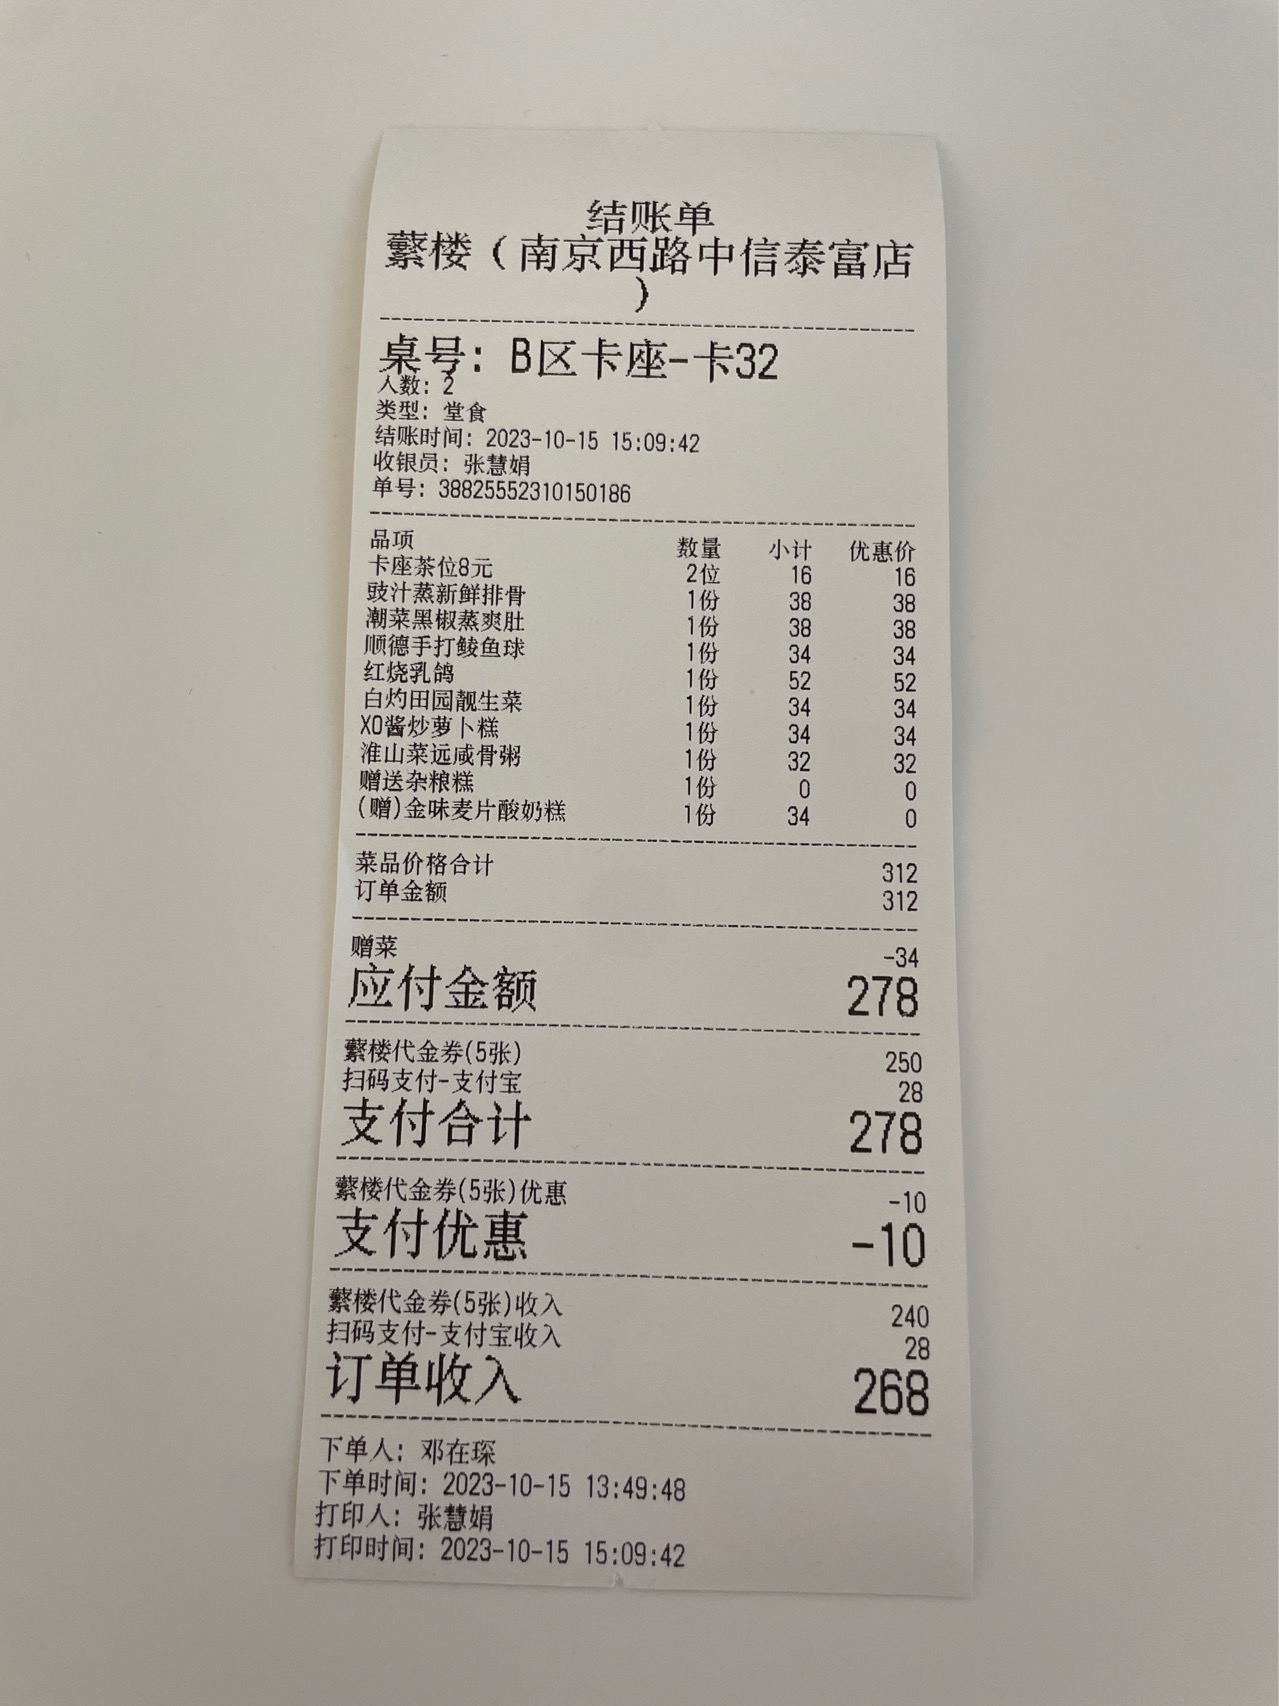 结账单
蘩楼（南京西路中信泰富店
）
桌号：B区卡座-卡32
人数：2
类型：堂食
结账时间：2023-10-15 15:09:42
收银员：张慧娟
单号：38825552310150186
品项 数量 小计 优惠价
卡座茶位8元 2位 16 16
豉汁蒸新鲜排骨 1份 38 38
潮菜黑椒蒸爽肚 1份 38 38
顺德手打鲮鱼球 1份 34 34
红烧乳鸽 1份 52 52
白灼田园靓生菜 1份 34 34
XO酱炒萝卜糕 1份 34 34
淮山菜远咸骨粥 1份 32 32
赠送杂粮糕 1份 0 0
(赠)金味麦片酸奶糕 1份 34 0
菜品价格合计 312
订单金额 312
赠菜 -34
应付金额 278
蘩楼代金券(5张) 250
扫码支付-支付宝 28
支付合计 278
蘩楼代金券(5张)优惠 -10
支付优惠 -10
蘩楼代金券(5张)收入 240
扫码支付-支付宝收入 28
订单收入 268
下单人：邓在琛
下单时间：2023-10-15 13:49:48
打印人：张慧娟
打印时间：2023-10-15 15:09:42